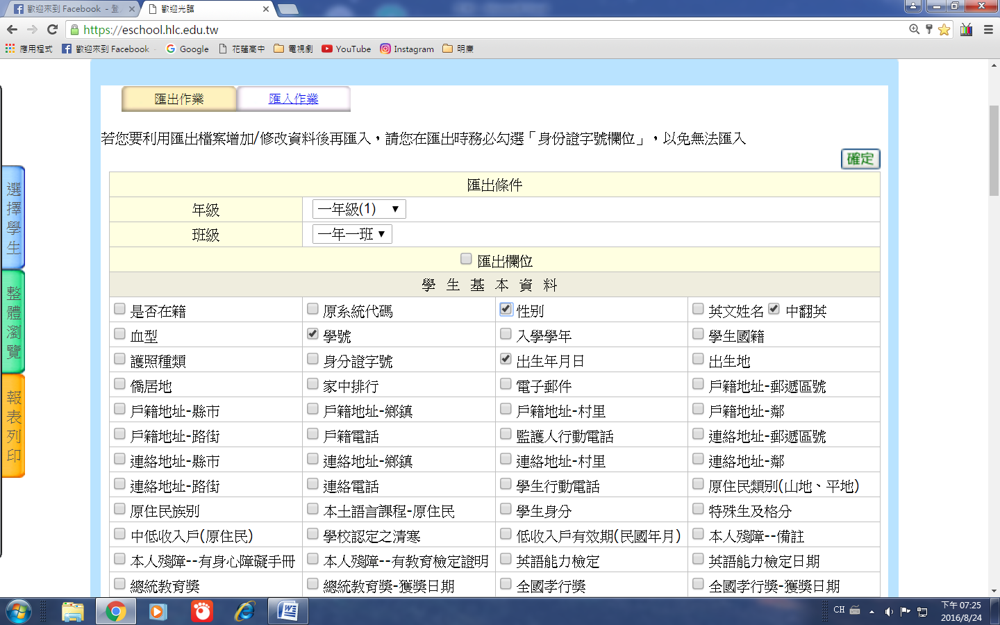 歡迎來到 Facebook - 登
歡迎光臨
https://eschool.hlc.edu.tw
應用程式 歡迎來到 Facebook - Google 花蓮高中 電視劇 YouTube Instagram 明廉
匯出作業 匯入作業
若您要利用匯出檔案增加/修改資料後再匯入，請您在匯出時務必勾選「身份證字號欄位」，以免無法匯入
確定
選擇學生
整體瀏覽
報表列印
匯出條件
年級 一年級(1)
班級 一年一班
匯出欄位
學 生 基 本 資 料
是否在籍 原系統代碼 性別 英文姓名 中翻英
血型 學號 入學學年 學生國籍
護照種類 身分證字號 出生年月日 出生地
僑居地 家中排行 電子郵件 戶籍地址-郵遞區號
戶籍地址-縣市 戶籍地址-鄉鎮 戶籍地址-村里 戶籍地址-鄰
戶籍地址-路街 戶籍電話 監護人行動電話 連絡地址-郵遞區號
連絡地址-縣市 連絡地址-鄉鎮 連絡地址-村里 連絡地址-鄰
連絡地址-路街 連絡電話 學生行動電話 原住民類別(山地、平地)
原住民族別 本土語言課程-原住民 學生身分 特殊生及格分
中低收入戶(原住民) 學校認定之清寒 低收入戶有效期(民國年月) 本人殘障--備註
本人殘障--有身心障礙手冊 本人殘障--有教育檢定證明 英語能力檢定 英語能力檢定日期
總統教育獎 總統教育獎-獲獎日期 全國孝行獎 全國孝行獎-獲獎日期
CH 下午 07:25
2016/8/24